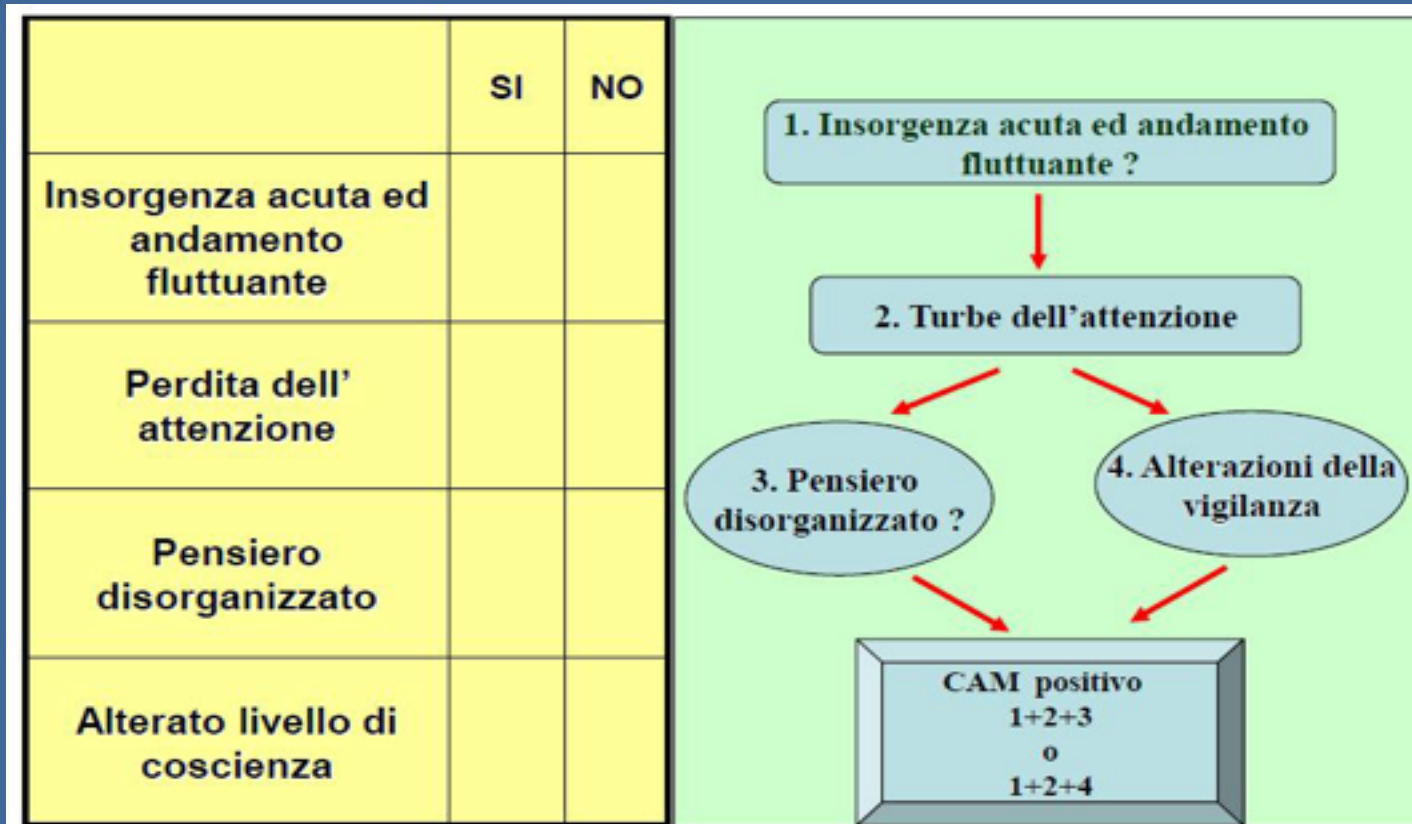 SI NO
Insorgenza acuta ed
andamento
fluttuante
Perdita dell’
attenzione
Pensiero
disorganizzato
Alterato livello di
coscienza
1. Insorgenza acuta ed andamento
fluttuante ?
2. Turbe dell’attenzione
3. Pensiero
disorganizzato ?
4. Alterazioni della
vigilanza
CAM positivo
1+2+3
o
1+2+4